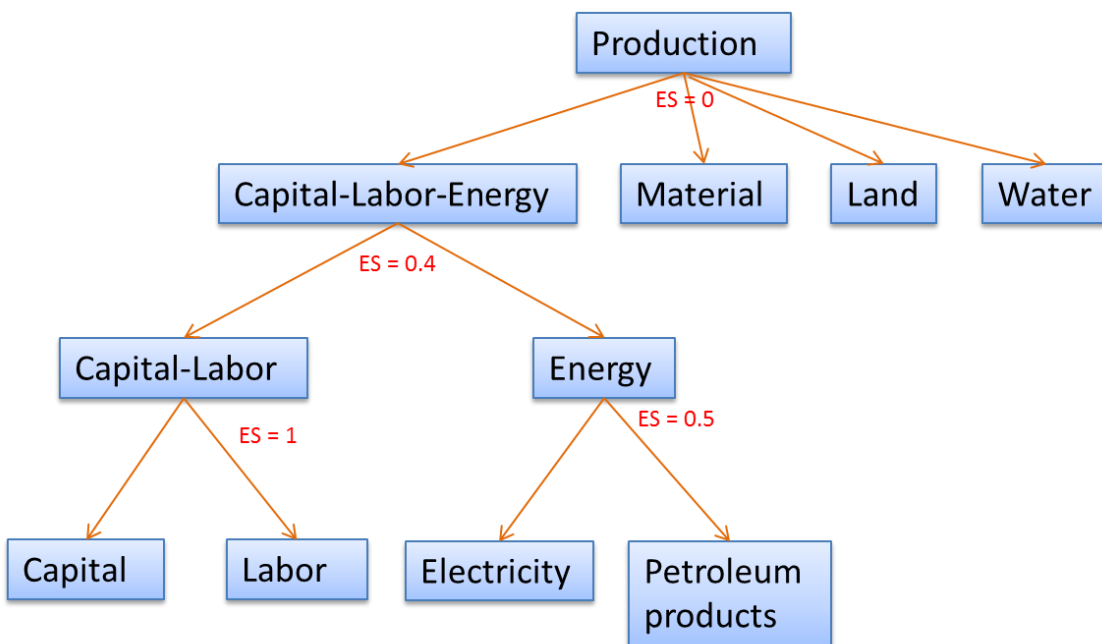 Production
ES = 0
Capital-Labor-Energy
Material
Land
Water
ES = 0.4
Capital-Labor
Energy
ES = 1
ES = 0.5
Capital
Labor
Electricity
Petroleum
products